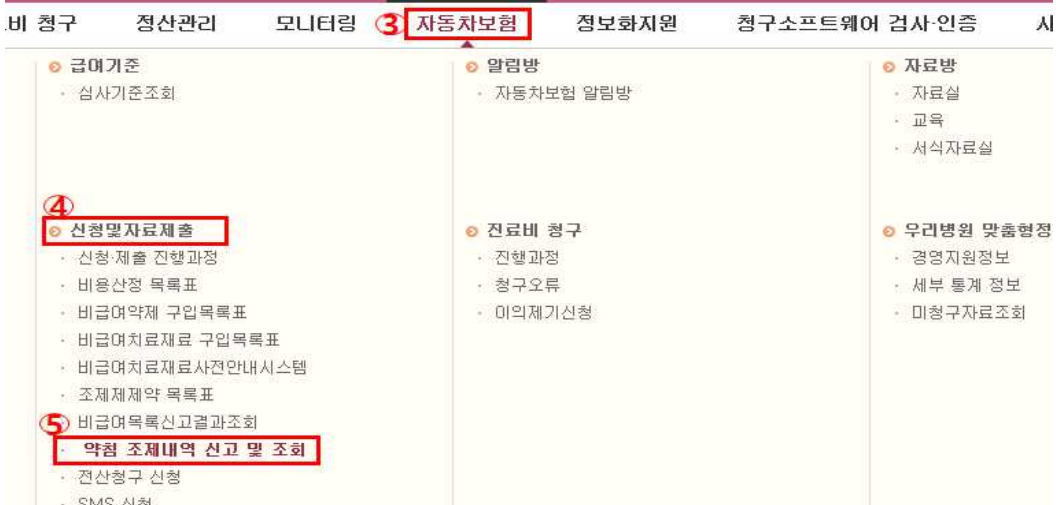 비 청구 정산관리 모니터링 ③ 자동차보험 정보화지원 청구소프트웨어 검사·인증
급여기준
· 심사기준조회
알림방
· 자동차보험 알림방
자료방
· 자료실
· 교육
· 서식자료실
④
신청및자료제출
· 신청·제출 진행과정
· 비용산정 목록표
· 비급여약제 구입목록표
· 비급여치료재료 구입목록표
· 비급여치료재료사전안내시스템
· 조제제제약 목록표
⑤ 비급여목록신고결과조회
· 약침 조제내역 신고 및 조회
· 전산청구 신청
· SMS 신청
진료비 청구
· 진행과정
· 청구오류
· 이의제기신청
우리병원 맞춤형정
· 경영지원정보
· 세부 통계 정보
· 미청구자료조회